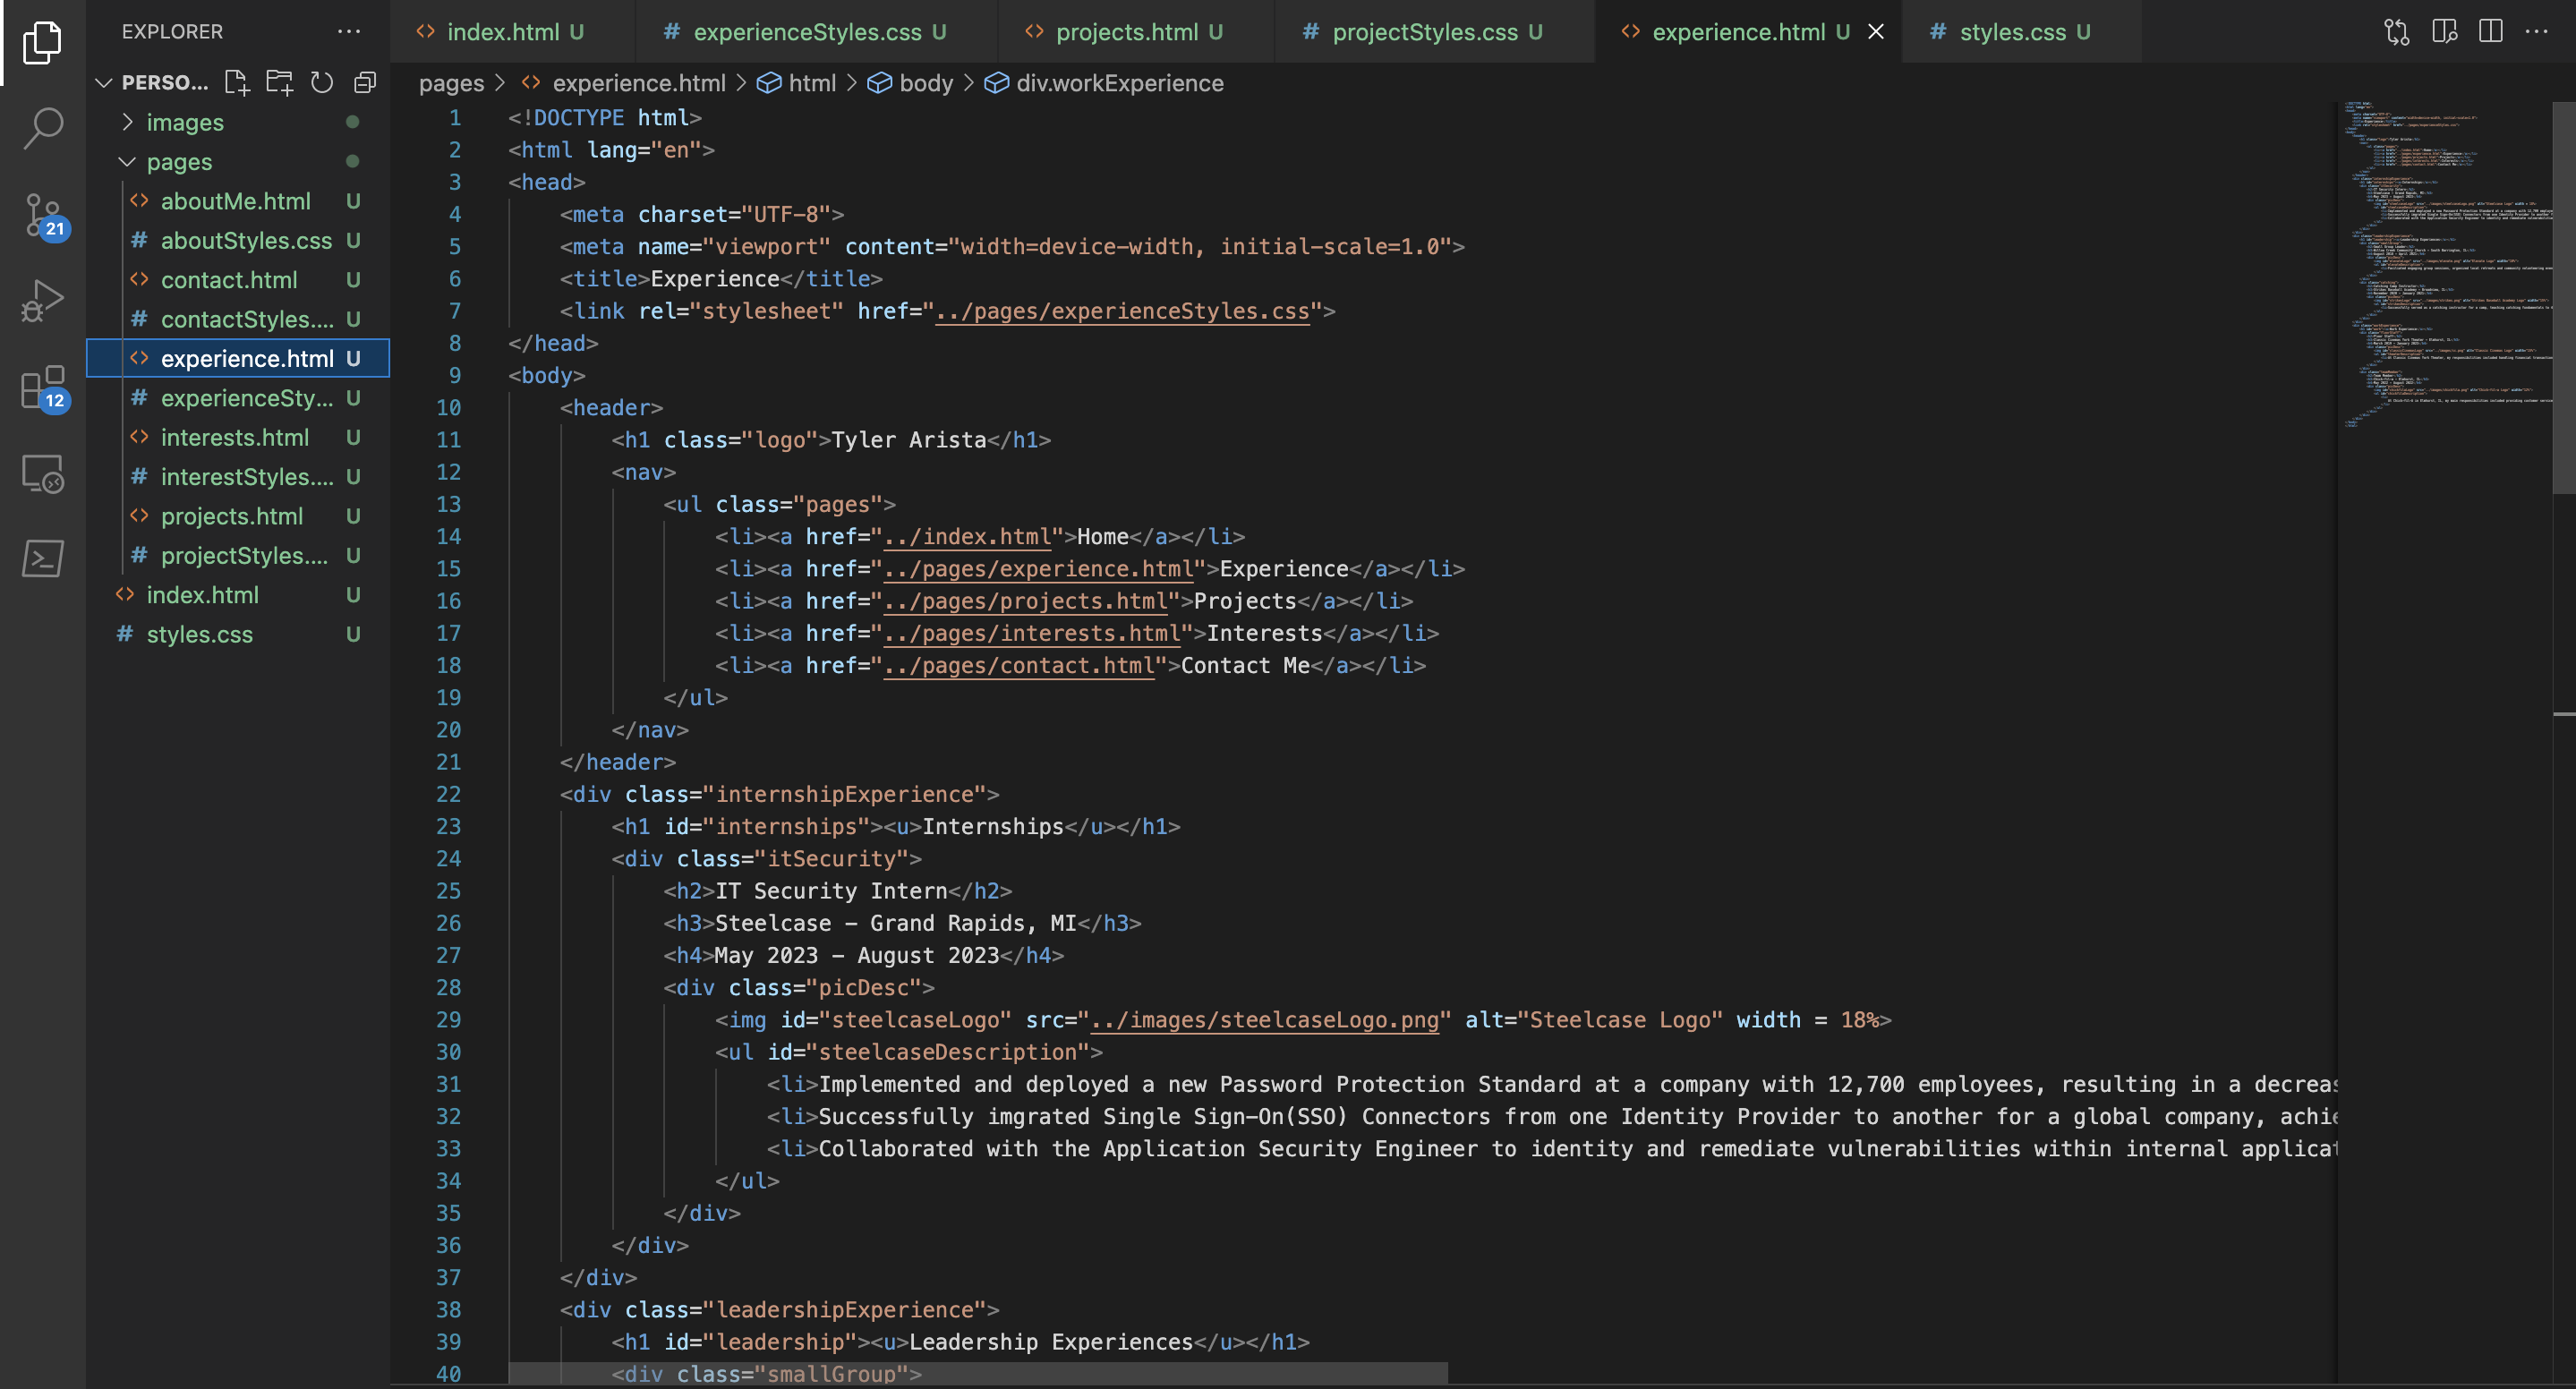 EXPLORER ...
PERSO...
images
pages
aboutMe.html U
# aboutStyles.css U
contact.html U
# contactStyles.... U
experience.html U
# experienceSty... U
interests.html U
# interestStyles.... U
projects.html U
# projectStyles.... U
index.html U
# styles.css U
21
12
index.html U
# experienceStyles.css U
projects.html U
# projectStyles.css U
experience.html U
# styles.css U
pages > experience.html > html > body > div.workExperience
1 <!DOCTYPE html>
2 <html lang="en">
3 <head>
4 <meta charset="UTF-8">
5 <meta name="viewport" content="width=device-width, initial-scale=1.0">
6 <title>Experience</title>
7 <link rel="stylesheet" href="../pages/experienceStyles.css">
8 </head>
9 <body>
10 <header>
11 <h1 class="logo">Tyler Arista</h1>
12 <nav>
13 <ul class="pages">
14 <li><a href="../index.html">Home</a></li>
15 <li><a href="../pages/experience.html">Experience</a></li>
16 <li><a href="../pages/projects.html">Projects</a></li>
17 <li><a href="../pages/interests.html">Interests</a></li>
18 <li><a href="../pages/contact.html">Contact Me</a></li>
19 </ul>
20 </nav>
21 </header>
22 <div class="internshipExperience">
23 <h1 id="internships"><u>Internships</u></h1>
24 <div class="itSecurity">
25 <h2>IT Security Intern</h2>
26 <h3>Steelcase - Grand Rapids, MI</h3>
27 <h4>May 2023 - August 2023</h4>
28 <div class="picDesc">
29 <img id="steelcaseLogo" src="../images/steelcaseLogo.png" alt="Steelcase Logo" width = 18%>
30 <ul id="steelcaseDescription">
31 <li>Implemented and deployed a new Password Protection Standard at a company with 12,700 employees, resulting in a decreas
32 <li>Successfully imgrated Single Sign-On(SSO) Connectors from one Identity Provider to another for a global company, achie
33 <li>Collaborated with the Application Security Engineer to identity and remediate vulnerabilities within internal applicat
34 </ul>
35 </div>
36 </div>
37 </div>
38 <div class="leadershipExperience">
39 <h1 id="leadership"><u>Leadership Experiences</u></h1>
40 <div class="smallGroup">